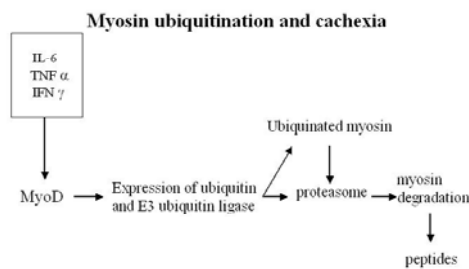 Myosin ubiquitination and cachexia
IL-6
TNF α
IFN γ
Ubiquinated myosin
MyoD
Expression of ubiquitin
and E3 ubiquitin ligase
proteasome
myosin
degradation
peptides